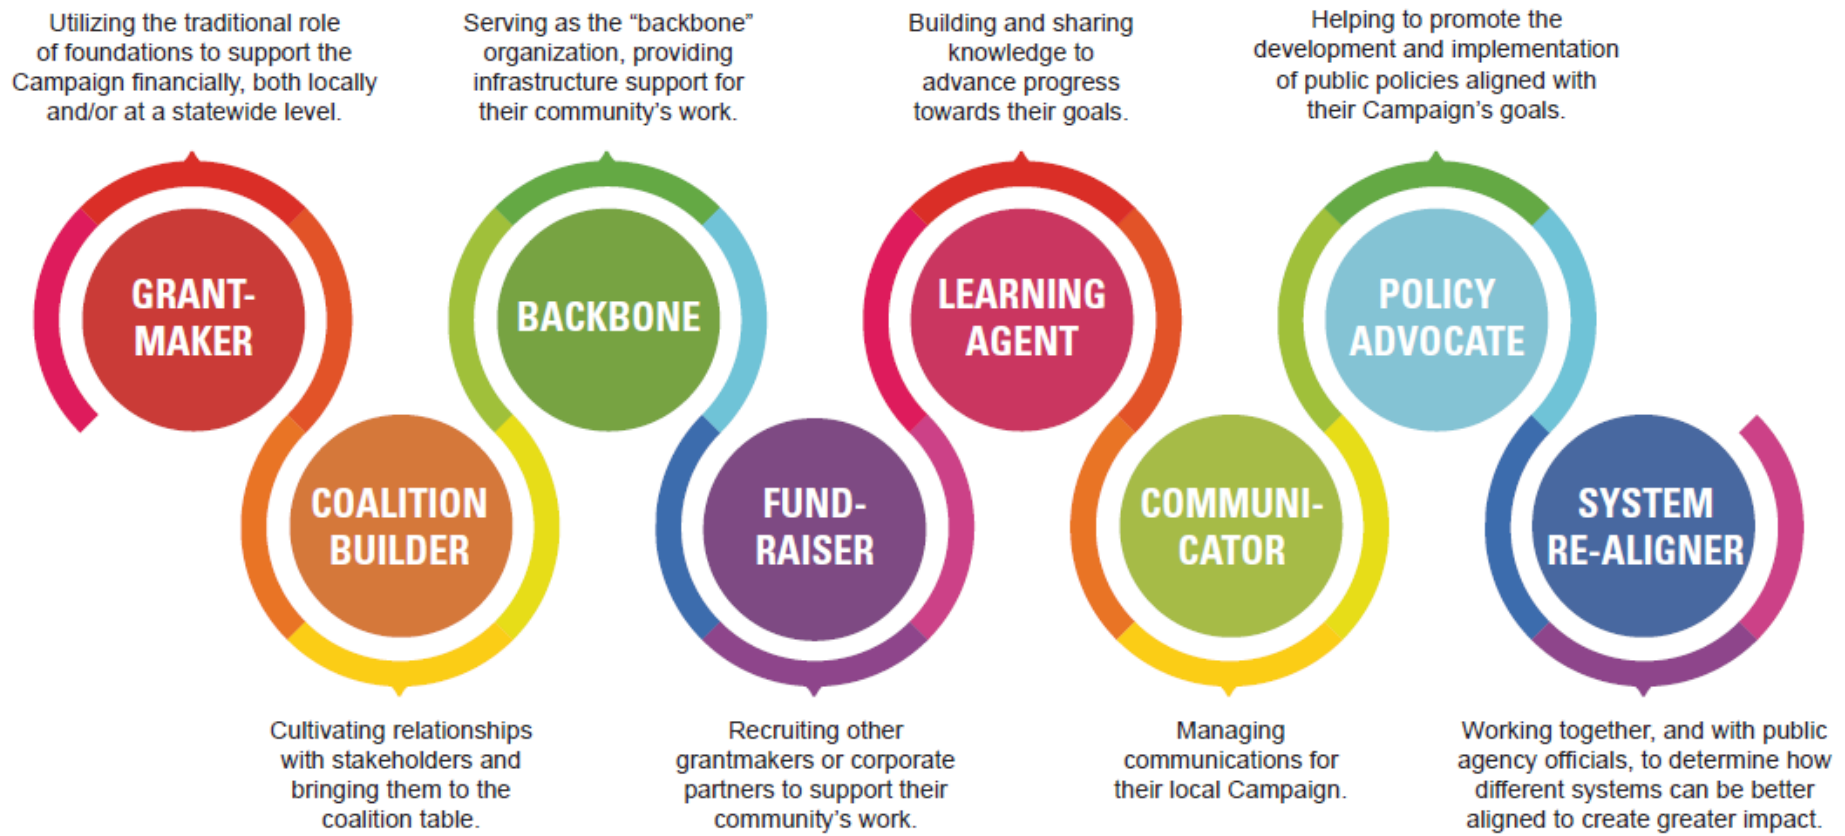 Utilizing the traditional role
of foundations to support the
Campaign financially, both locally
and/or at a statewide level.
Serving as the “backbone”
organization, providing
infrastructure support for
their community’s work.
Building and sharing
knowledge to
advance progress
towards their goals.
Helping to promote the
development and implementation
of public policies aligned with
their Campaign’s goals.
GRANT-
MAKER
BACKBONE
LEARNING
AGENT
POLICY
ADVOCATE
COALITION
BUILDER
FUND-
RAISER
COMMUNI-
CATOR
SYSTEM
RE-ALIGNER
Cultivating relationships
with stakeholders and
bringing them to the
coalition table.
Recruiting other
grantmakers or corporate
partners to support their
community’s work.
Managing
communications for
their local Campaign.
Working together, and with public
agency officials, to determine how
different systems can be better
aligned to create greater impact.